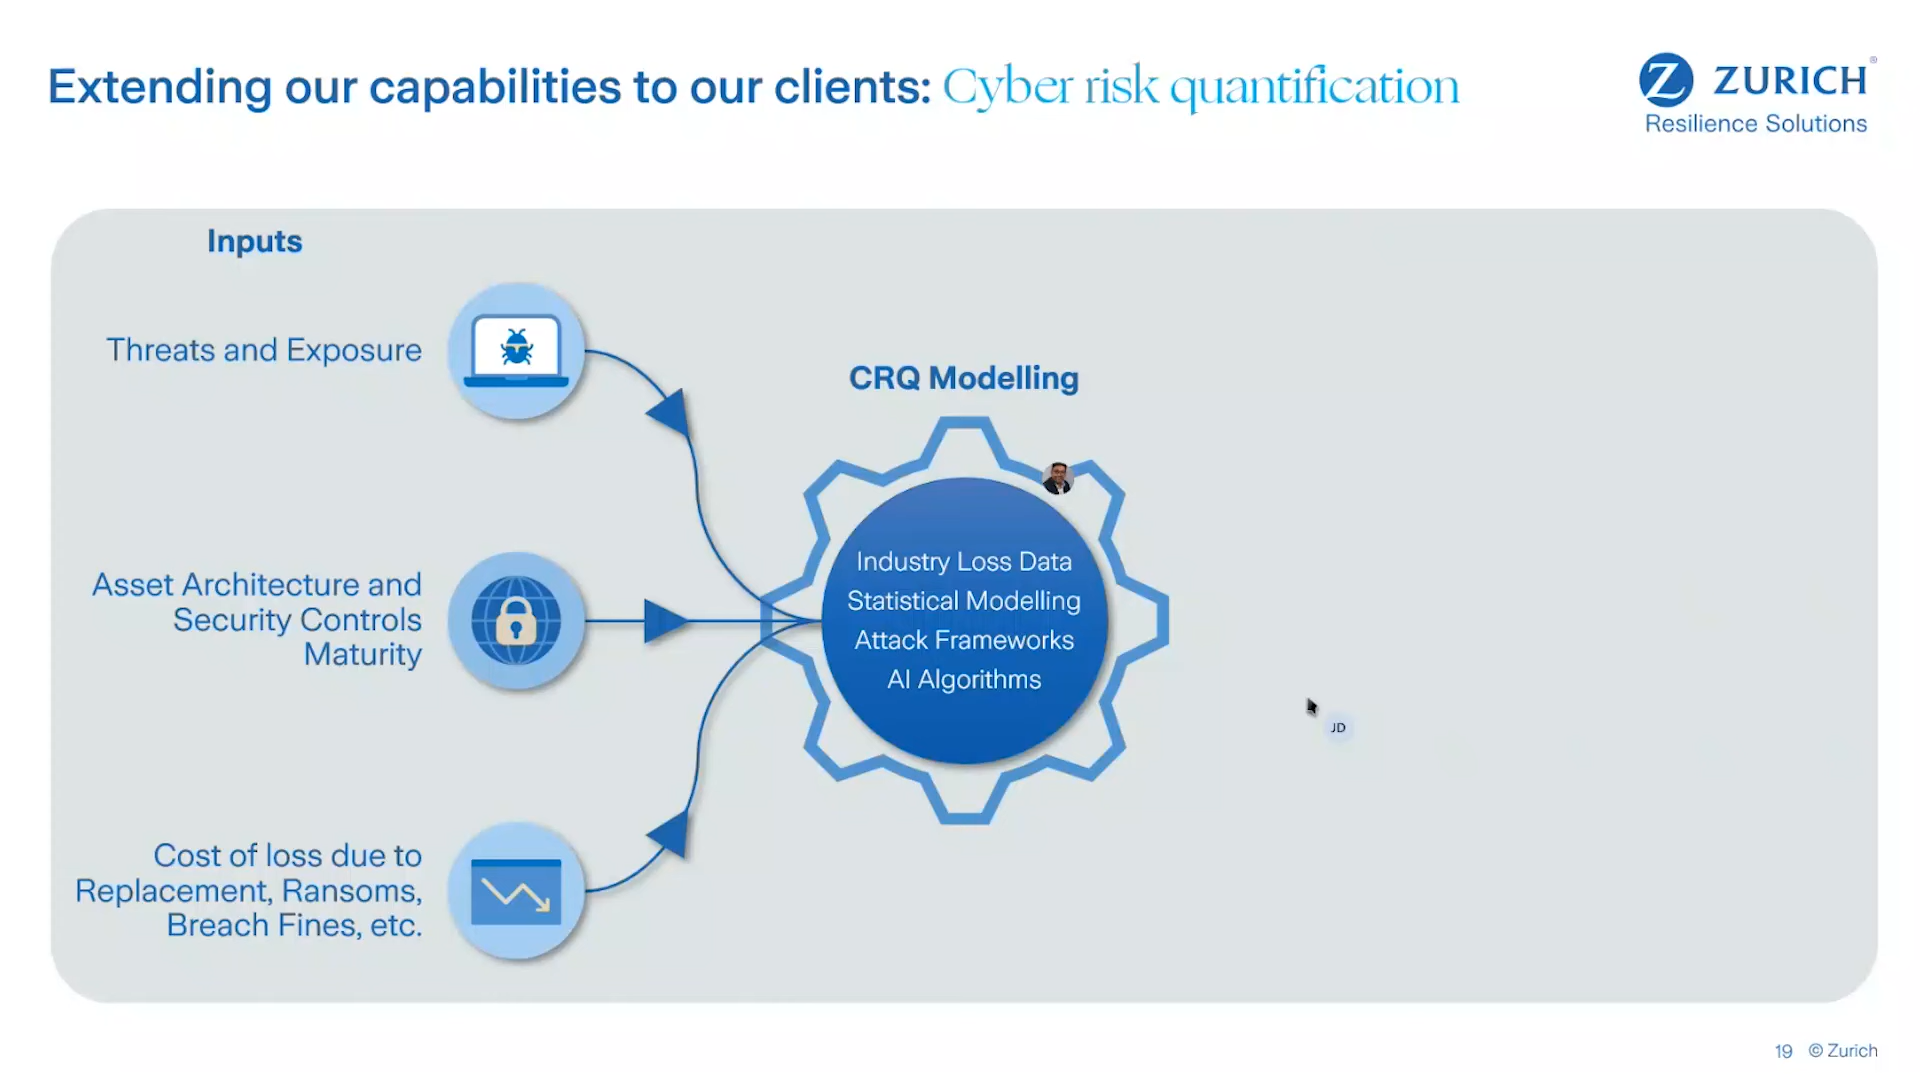 Extending our capabilities to our clients: Cyber risk quantification
Z ZURICH®
Resilience Solutions
Inputs
Threats and Exposure
CRQ Modelling
Industry Loss Data
Statistical Modelling
Attack Frameworks
AI Algorithms
Asset Architecture and
Security Controls
Maturity
JD
Cost of loss due to
Replacement, Ransoms,
Breach Fines, etc.
19 © Zurich